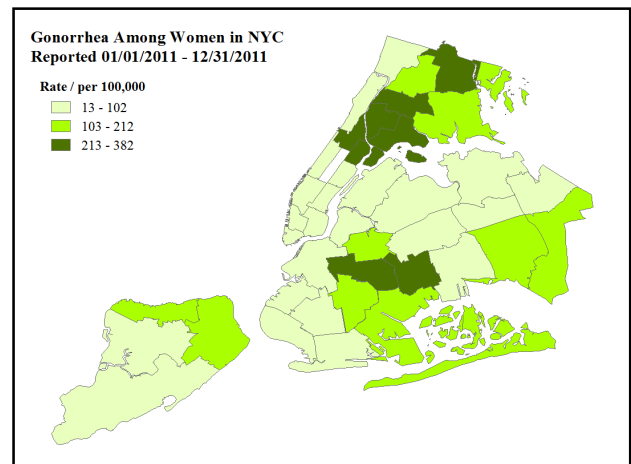 Gonorrhea Among Women in NYC
Reported 01/01/2011 - 12/31/2011
Rate / per 100,000
13 - 102
103 - 212
213 - 382